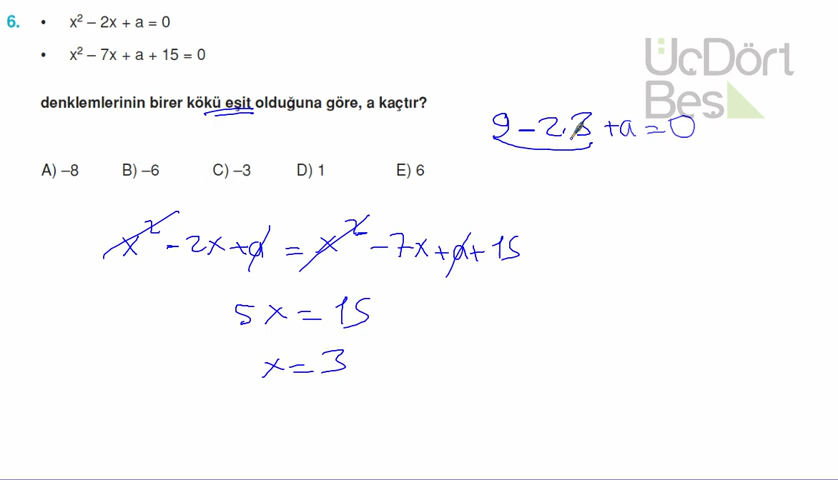 6. • x² – 2x + a = 0
• x² – 7x + a + 15 = 0
denklemlerinin birer kökü eşit olduğuna göre, a kaçtır?
A) –8 B) –6 C) –3 D) 1 E) 6
ÜçDört
Beş
9 – 2.3 + a = 0
x² – 2x + a = x² – 7x + a + 15
5x = 15
x = 3